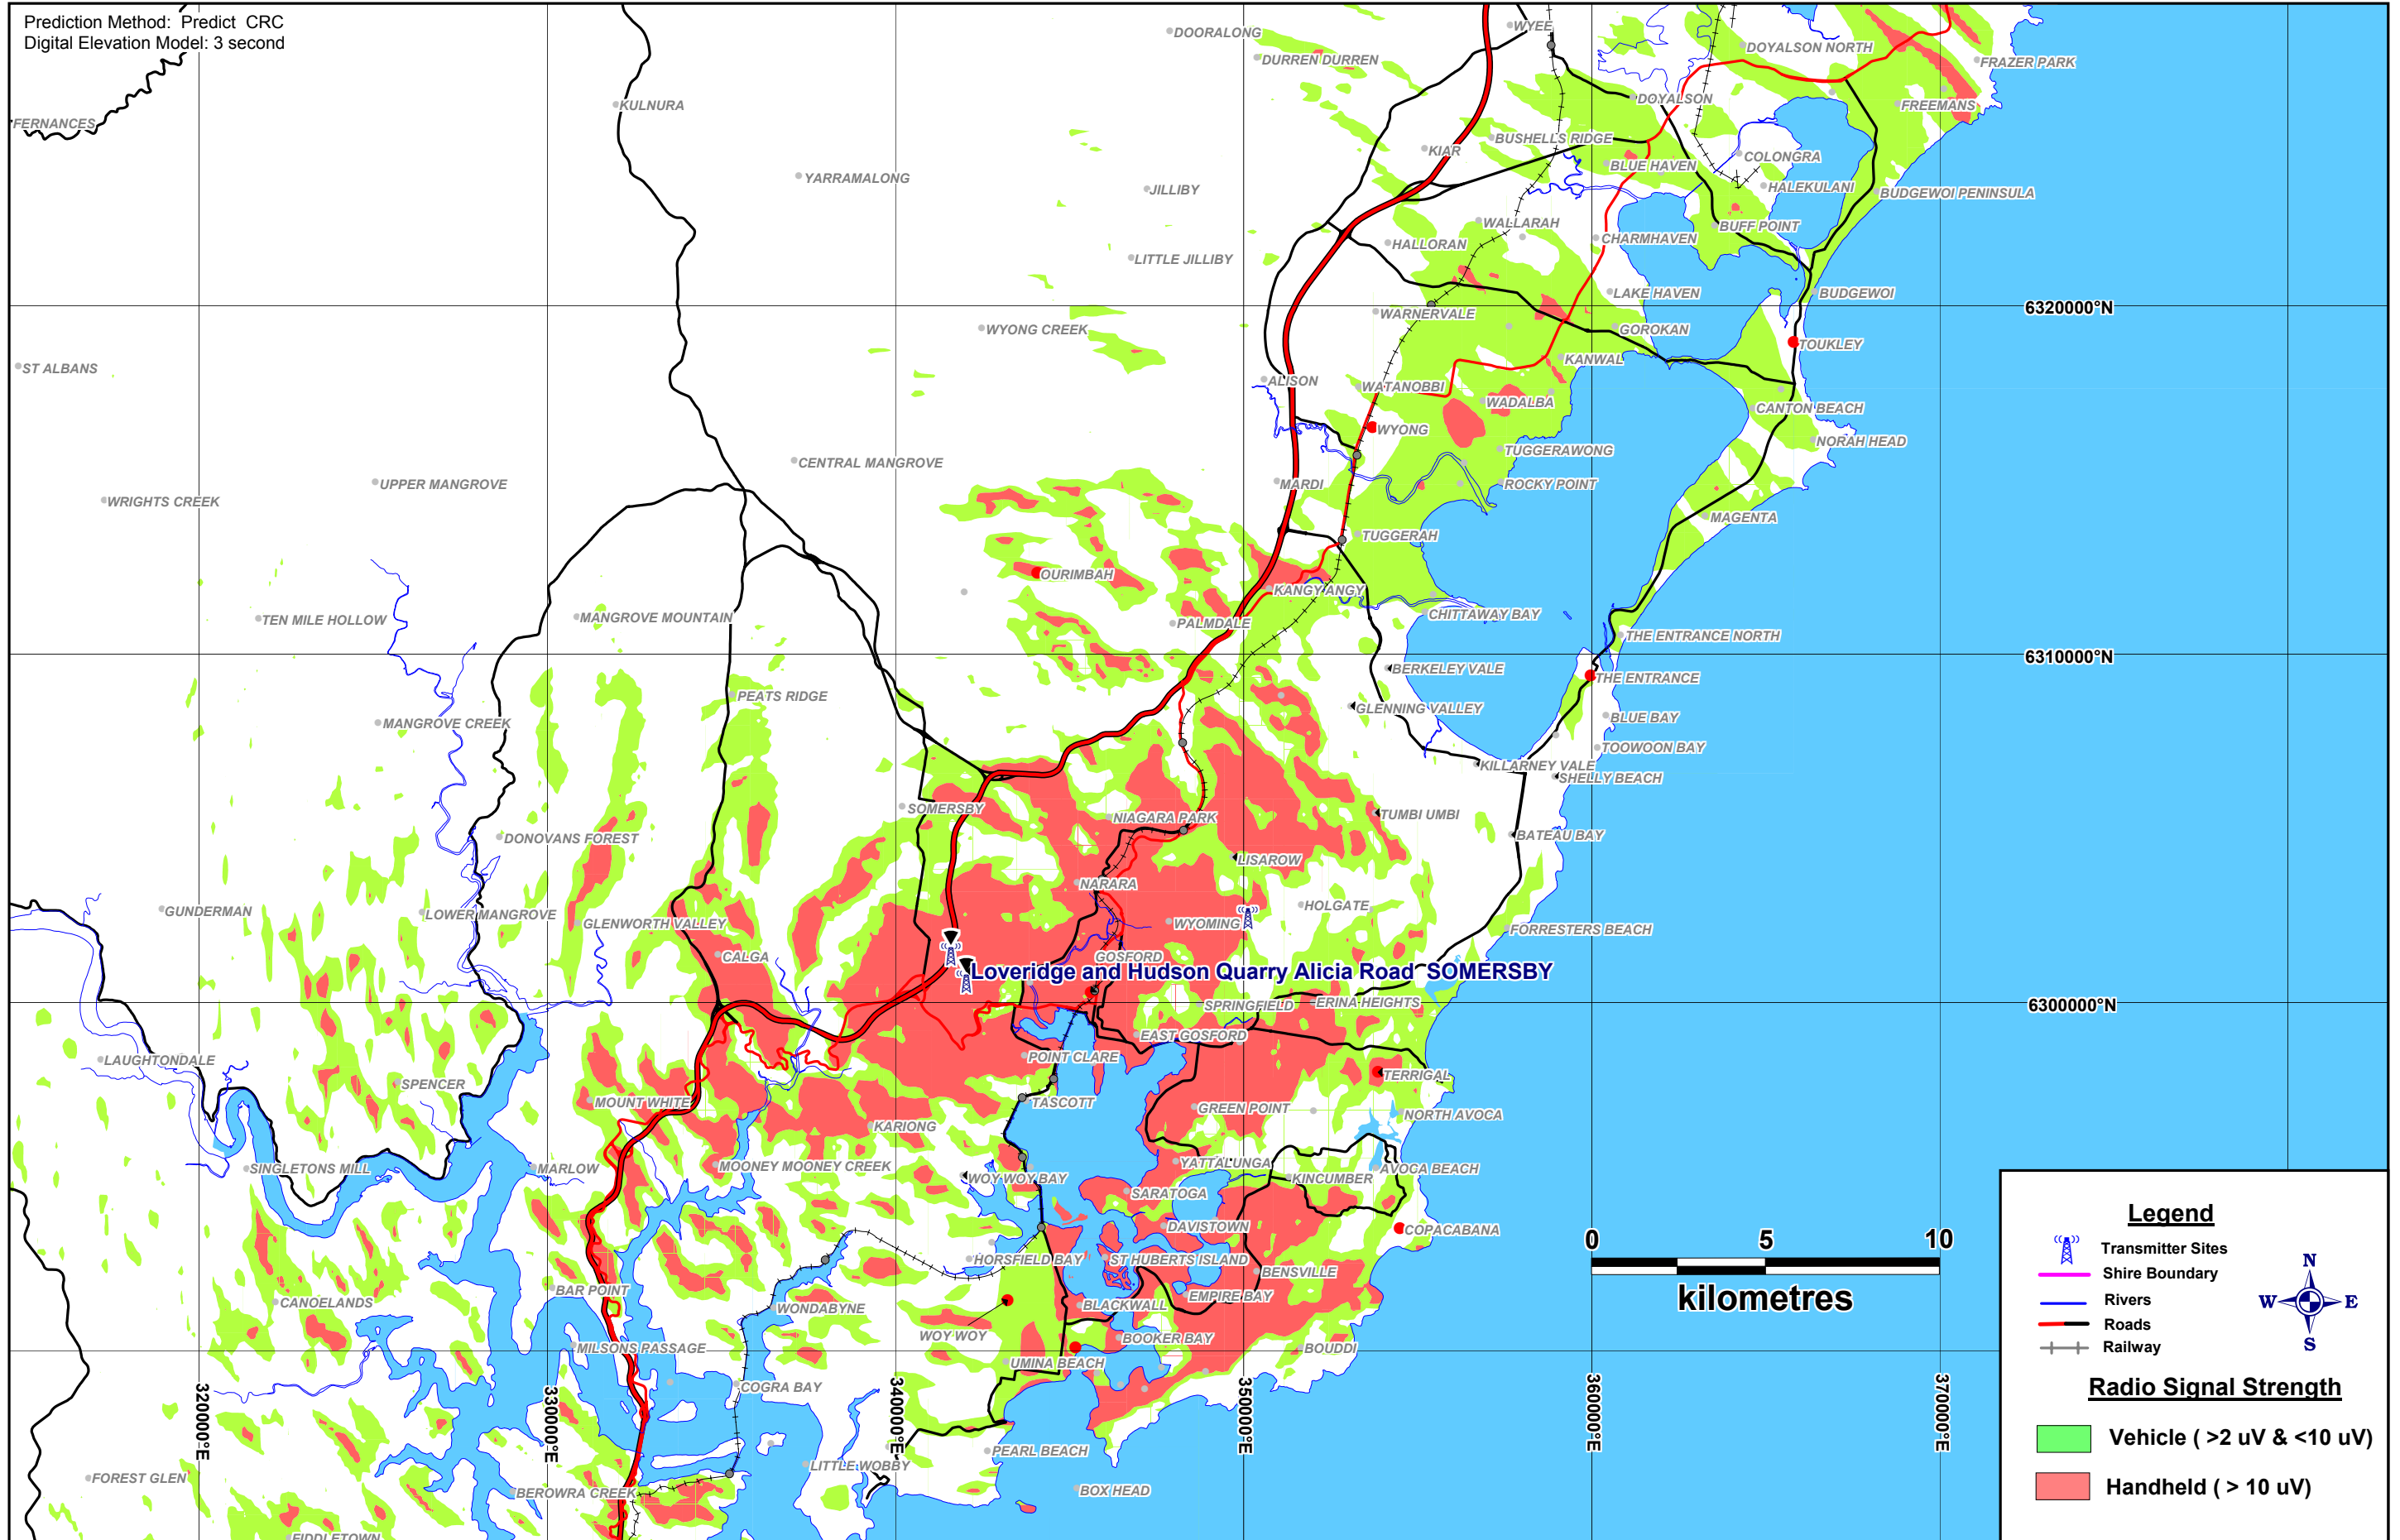 Prediction Method: Predict CRC
Digital Elevation Model: 3 second
DOORALONG
WYEE
DOYALSON NORTH
DURREN DURREN
FRAZER PARK
KULNURA
DOYALSON
FREEMANS
FERNANCES
BUSHELLS RIDGE
KIAR
COLONGRA
BLUE HAVEN
YARRAMALONG
JILLIBY
HALEKULANI
BUDGEWOI PENINSULA
WALLARAH
BUFF POINT
HALLORAN
CHARMHAVEN
LITTLE JILLIBY
LAKE HAVEN
BUDGEWOI
6320000°N
WARNERVALE
WYONG CREEK
GOROKAN
TOUKLEY
KANWAL
ST ALBANS
ALISON
WATANOBBI
WADALBA
CANTON BEACH
WYONG
NORAH HEAD
TUGGERAWONG
CENTRAL MANGROVE
UPPER MANGROVE
MARDI
ROCKY POINT
WRIGHTS CREEK
MAGENTA
TUGGERAH
OURIMBAH
KANGY ANGY
CHITTAWAY BAY
TEN MILE HOLLOW
MANGROVE MOUNTAIN
PALMDALE
THE ENTRANCE NORTH
6310000°N
BERKELEY VALE
THE ENTRANCE
PEATS RIDGE
GLENNING VALLEY
BLUE BAY
MANGROVE CREEK
TOOWOON BAY
KILLARNEY VALE
SHELLY BEACH
SOMERSBY
NIAGARA PARK
TUMBI UMBI
DONOVANS FOREST
BATEAU BAY
LISAROW
NARARA
HOLGATE
GUNDERMAN
LOWER MANGROVE
GLENWORTH VALLEY
WYOMING
FORRESTERS BEACH
CALGA
GOSFORD
Loveridge and Hudson Quarry Alicia Road SOMERSBY
SPRINGFIELD
ERINA HEIGHTS
6300000°N
EAST GOSFORD
LAUGHTONDALE
POINT CLARE
SPENCER
TERRIGAL
MOUNT WHITE
TASCOTT
GREEN POINT
NORTH AVOCA
KARIONG
SINGLETONS MILL
MARLOW
MOONEY MOONEY CREEK
YATTALUNGA
AVOCA BEACH
WOY WOY BAY
KINCUMBER
SARATOGA
DAVISTOWN
COPACABANA
HORSFIELD BAY
ST HUBERTS ISLAND
BENSVILLE
BAR POINT
EMPIRE BAY
CANOELANDS
WONDABYNE
BLACKWALL
WOY WOY
BOOKER BAY
MILSONS PASSAGE
BOUDDI
UMINA BEACH
COGRA BAY
PEARL BEACH
LITTLE WOBBY
FOREST GLEN
BOX HEAD
BEROWRA CREEK
FIDDLETOWN
320000°E
330000°E
340000°E
350000°E
360000°E
370000°E
0 5 10
kilometres
Legend
Transmitter Sites
Shire Boundary
Rivers
Roads
Railway
N
W E
S
Radio Signal Strength
Vehicle ( >2 uV & <10 uV)
Handheld ( > 10 uV)